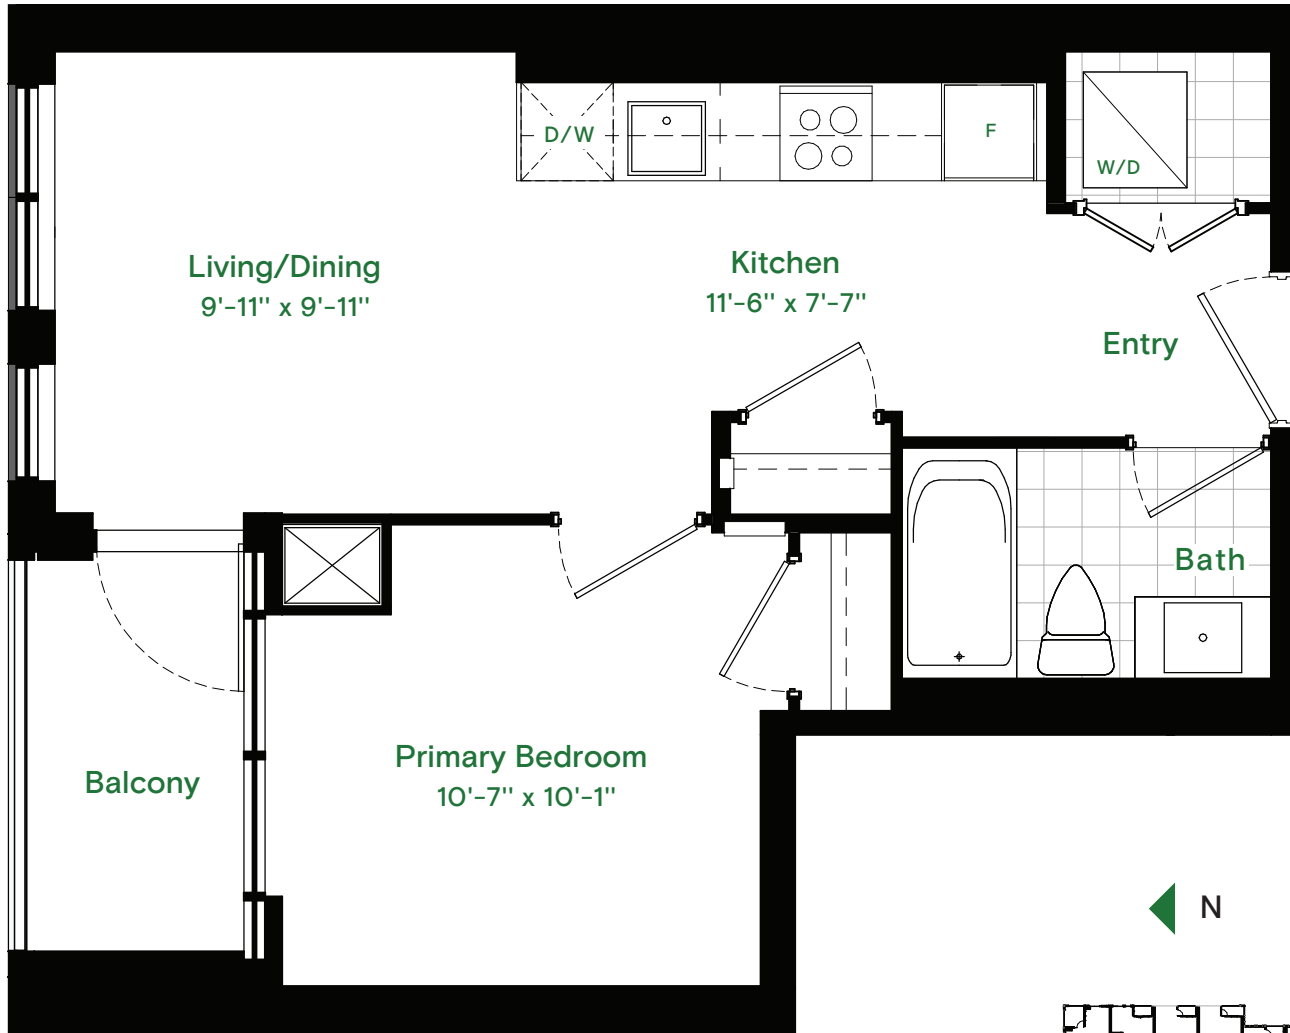 D/W
F
W/D
Living/Dining
9'-11" x 9'-11"
Kitchen
11'-6" x 7'-7"
Entry
Bath
Primary Bedroom
10'-7" x 10'-1"
Balcony
N